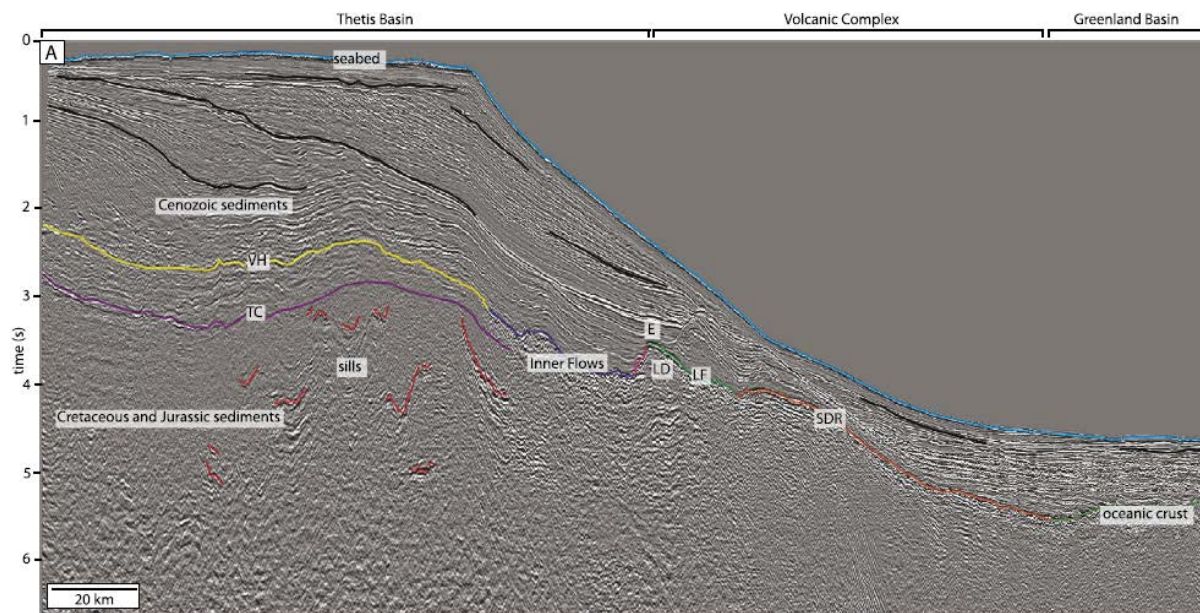 Thetis Basin
Volcanic Complex
Greenland Basin
A
0
seabed
1
Cenozoic sediments
2
VH
3
TC
E
time (s)
sills
Inner Flows
LD
LF
4
Cretaceous and Jurassic sediments
SDR
5
oceanic crust
6
20 km